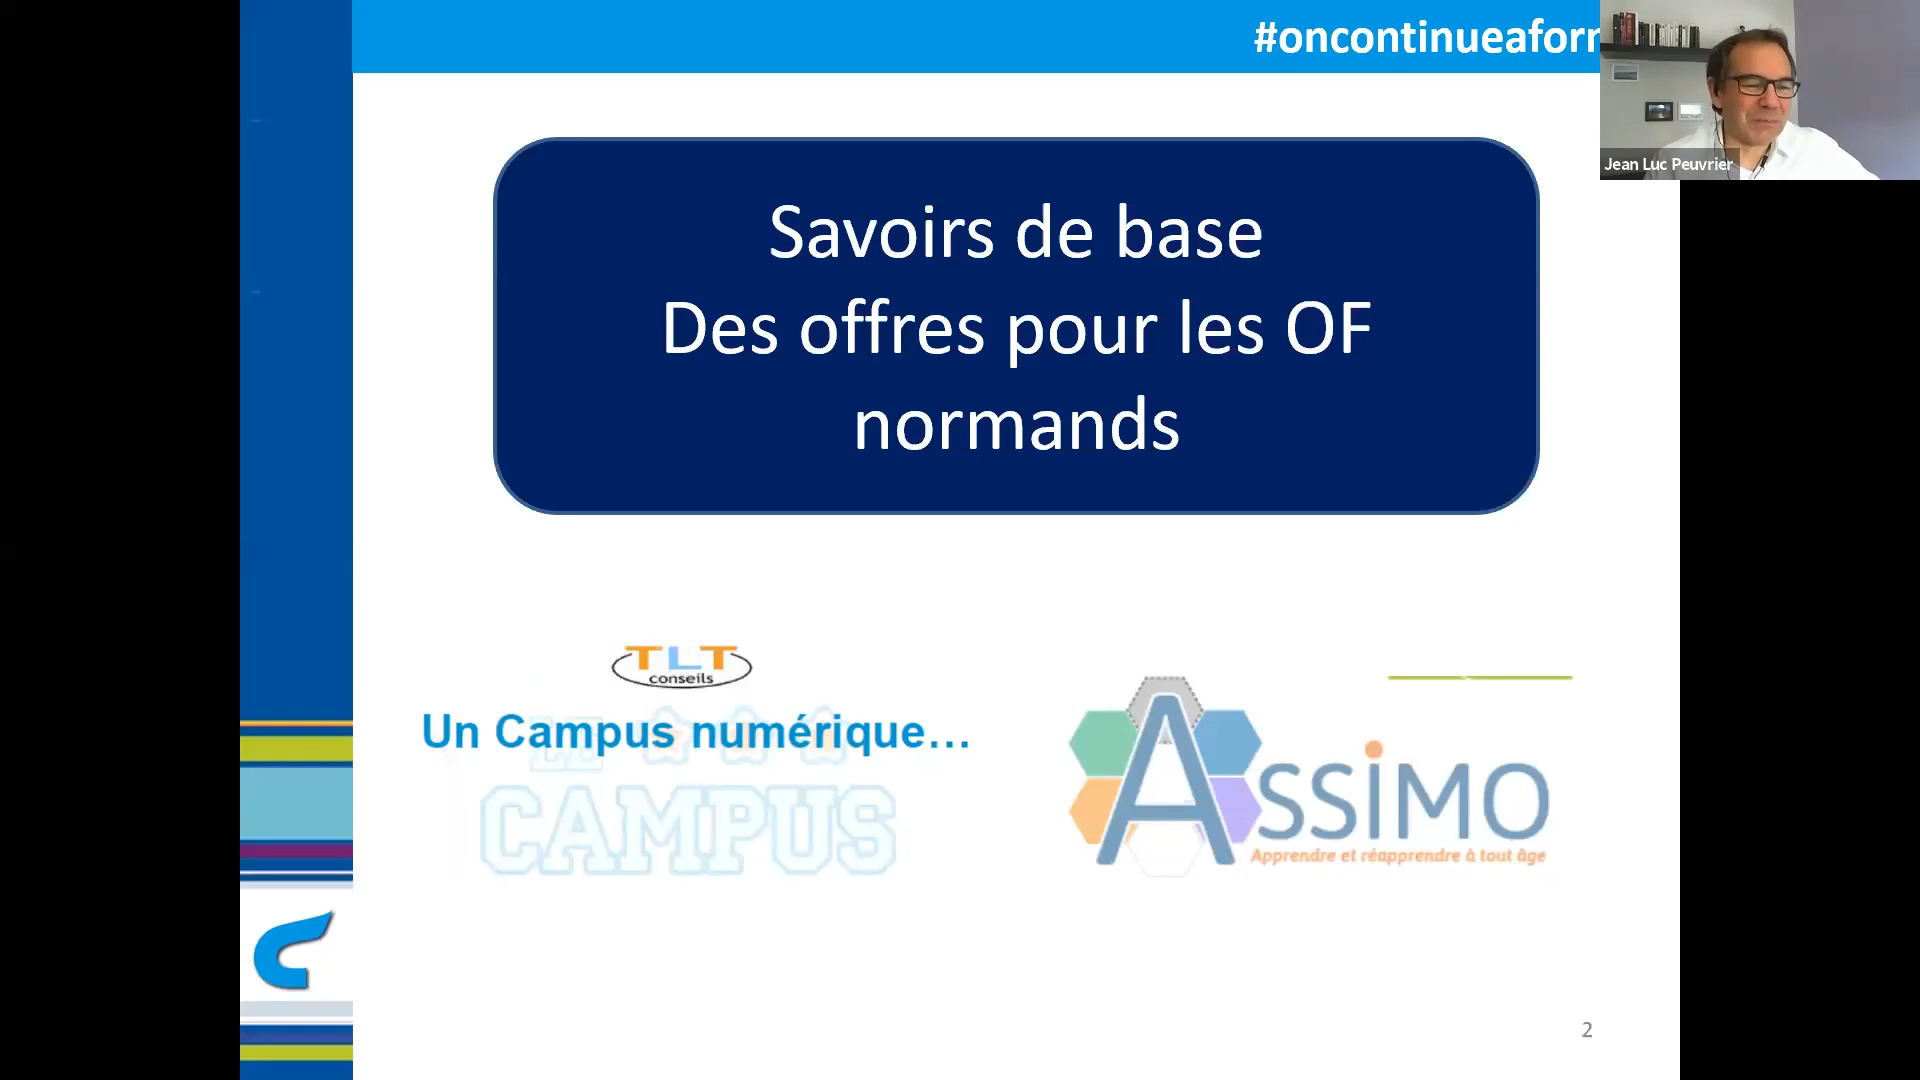 #oncontinueaforr
Jean Luc Peuvrier
Savoirs de base
Des offres pour les OF
normands
TLT
conseils
Un Campus numérique…
LE
CAMPUS
ASSiMO
Apprendre et réapprendre à tout âge
2